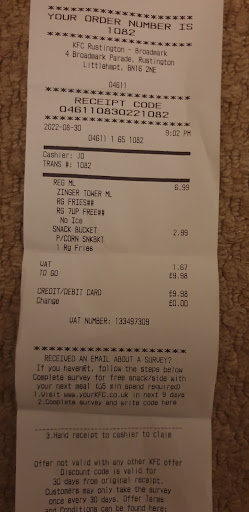 ********************
YOUR ORDER NUMBER IS
1082
********************
KFC Rustington - Broadmark
4 Broadmark Parade, Rustington
Littlehampt, BN16 2NE
04611
********************
RECEIPT CODE
046110830221082
********************
2022-08-30 9:02 PM
04611 1 65 1082
Cashier: JO
TRANS #: 1082
REG ML 6.99
ZINGER TOWER ML
RG FRIES##
RG 7UP FREE##
No Ice
SNACK BUCKET 2.99
P/CORN SNKBKT
1 Rg Fries
VAT 1.67
TO GO £9.98
CREDIT/DEBIT CARD £9.98
Change £0.00
VAT NUMBER: 133497309
RECEIVED AN EMAIL ABOUT A SURVEY?
If you haven't, follow the steps below
Complete survey for free snack/side with
your next meal (£5 min spend required)
1.Visit www.yourKFC.co.uk in next 9 days
2.Complete survey and write code here
3.Hand receipt to cashier to claim
Offer not valid with any other KFC offer
Discount code is valid for
30 days from original receipt.
Customers may only take the survey
once every 30 days. Offer Terms
and Conditions can be found here: